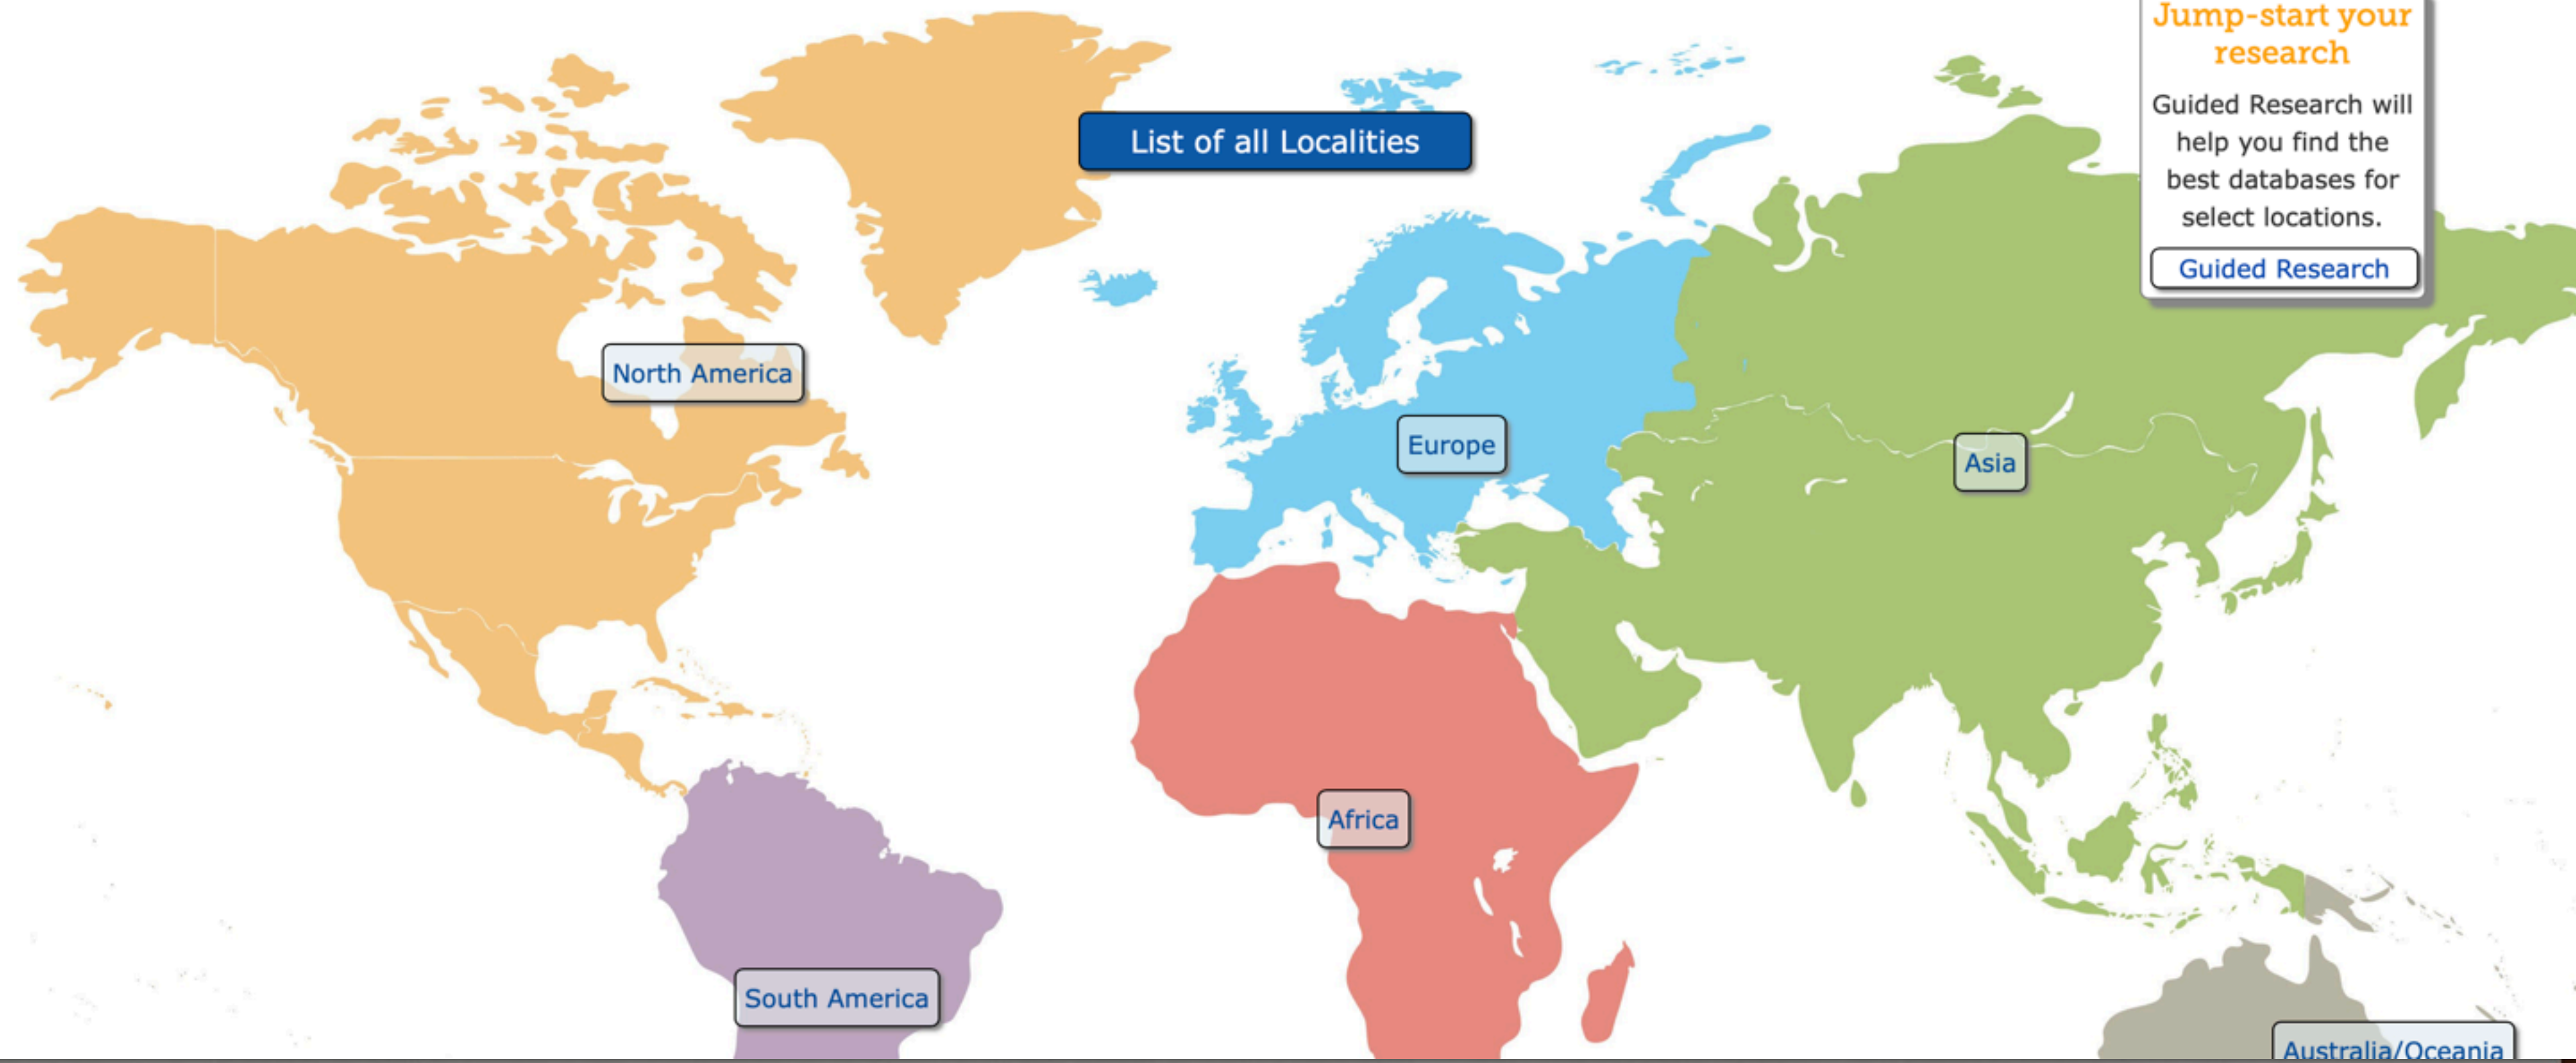 Jump-start your
research
Guided Research will
help you find the
best databases for
select locations.
Guided Research
List of all Localities
North America
Europe
Asia
Africa
South America
Australia/Oceania